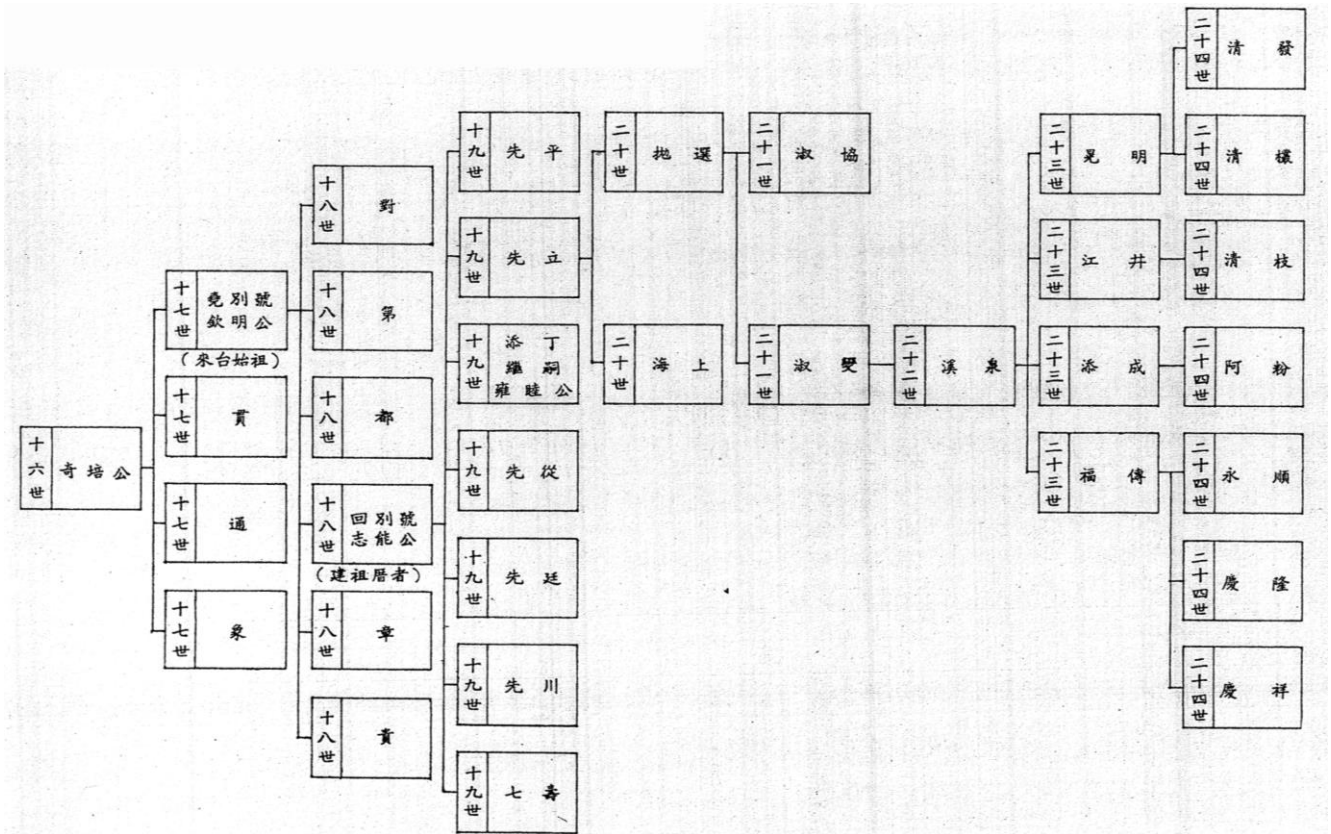 十六世 奇培公
十七世 堯別號
欽明公
(來台始祖)
十七世 貫
十七世 通
十七世 象
十八世 對
十八世 第
十八世 都
十八世 回別號
志能公
(建祖厝者)
十八世 章
十八世 貴
十九世 先平
十九世 先立
十九世 添丁
繼嗣
雍睦公
十九世 先從
十九世 先廷
十九世 先川
十九世 七壽
二十世 拋選
二十世 海上
二十一世 淑協
二十一世 淑
二十二世 溪泉
二十三世 晃明
二十三世 江井
二十三世 添成
二十三世 福傳
二十四世 清發
二十四世 清
二十四世 清枝
二十四世 阿粉
二十四世 永順
二十四世 慶隆
二十四世 慶祥